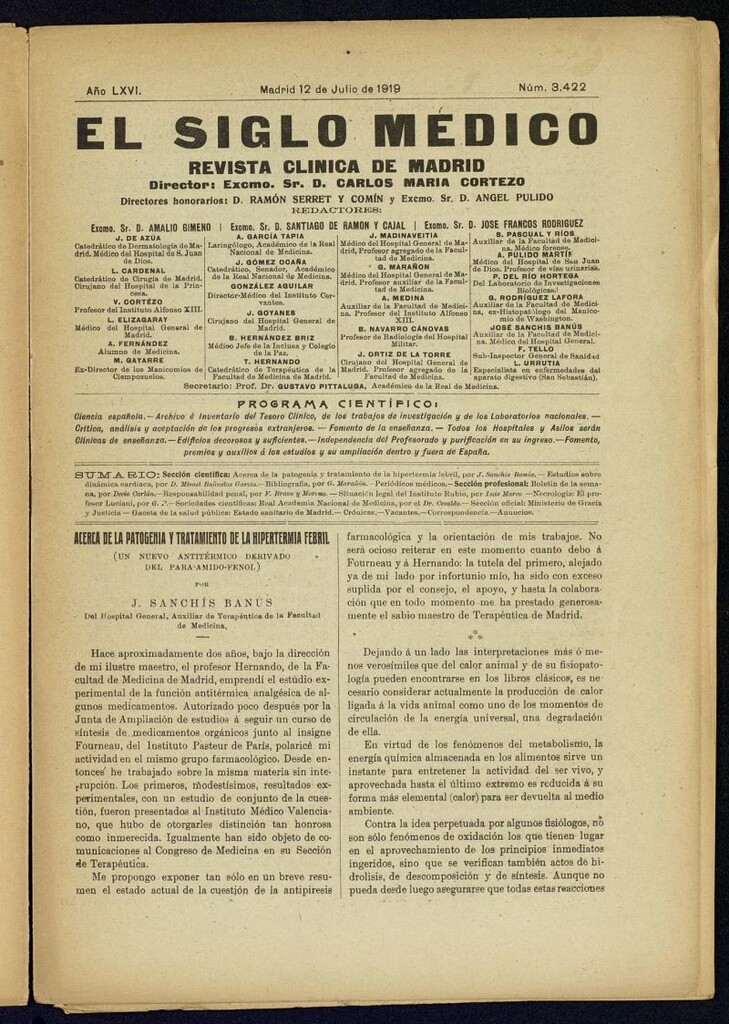 Año LXVI.
Madrid 12 de Julio de 1919
Núm. 3.422
EL SIGLO MÉDICO
REVISTA CLINICA DE MADRID
Director: Excmo. Sr. D. CARLOS MARIA CORTEZO
Directores honorarios: D. RAMÓN SERRET Y COMÍN y Excmo. Sr. D. ANGEL PULIDO
REDACTORES:
Excmo. Sr. D. AMALIO GIMENO | Excmo. Sr. D. SANTIAGO DE RAMON Y CAJAL | Excmo. Sr. D. JOSE FRANCOS RODRIGUEZ
J. DE AZÚA
Catedrático de Dermatología de Ma-
drid. Médico del Hospital de S. Juan
de Dios.
L. CARDENAL
Catedrático de Cirugía de Madrid.
Cirujano del Hospital de la Prin-
cesa.
V. CORTEZO
Profesor del Instituto Alfonso XIII.
L. ELIZAGARAY
Médico del Hospital General de
Madrid.
A. FERNÁNDEZ
Alumno de Medicina.
M. GAYARRE
Ex-Director de los Manicomios de
Ciempozuelos.
A. GARCÍA TAPIA
Laringólogo, Académico de la Real
Nacional de Medicina.
J. GÓMEZ OCAÑA
Catedrático, Senador, Académico
de la Real Nacional de Medicina.
GONZÁLEZ AGUILAR
Director-Médico del Instituto Cer-
vantes.
J. GOYANES
Cirujano del Hospital General de
Madrid.
B. HERNÁNDEZ BRIZ
Médico Jefe de la Inclusa y Colegio
de la Paz.
T. HERNANDO
Catedrático de Terapéutica de la
Facultad de Medicina de Madrid.
J. MADINAVEITIA
Médico del Hospital General de Ma-
drid, Profesor agregado de la Facul-
tad de Medicina.
G. MARAÑON
Médico del Hospital General de Ma-
drid. Profesor auxiliar de la Facul-
tad de Medicina.
A. MEDINA
Auxiliar de la Facultad de Medici-
na. Profesor del Instituto Alfonso
XIII.
B. NAVARRO CÁNOVAS
Profesor de Radiología del Hospital
Militar.
J. ORTIZ DE LA TORRE
Cirujano del Hospital General de
Madrid. Profesor agregado de la
Facultad de Medicina.
S. PASCUAL Y RÍOS
Auxiliar de la Facultad de Medici-
na. Médico forense.
A. PULIDO MARTÍN
Médico del Hospital de San Juan
de Dios. Profesor de vías urinarias.
P. DEL RÍO HORTEGA
Del Laboratorio de Investigaciones
Biológicas.
G. RODRÍGUEZ LAFORA
Auxiliar de la Facultad de Medici-
na, ex-Histopatólogo del Manico-
mio de Washington.
JOSÉ SANCHIS BANÚS
Auxiliar de la Facultad de Medici-
na. Médico del Hospital General.
F. TELLO
Sub-Inspector General de Sanidad
L. URRUTIA
Especialista en enfermedades del
aparato digestivo (San Sebastián).
Secretario: Prof. Dr. GUSTAVO PITTALUGA, Académico de la Real de Medicina.
PROGRAMA CIENTÍFICO:
Ciencia española.— Archivo é Inventario del Tesoro Clínico, de los trabajos de investigación y de los Laboratorios nacionales.—
Crítica, análisis y aceptación de los progresos extranjeros. — Fomento de la enseñanza. — Todos los Hospitales y Asilos serán
Clínicas de enseñanza.— Edificios decorosos y suficientes.—Independencia del Profesorado y purificación en su ingreso.—Fomento,
premios y auxilios á los estudios y su ampliación dentro y fuera de España.
SUMARIO: Sección científica: Acerca de la patogenia y tratamiento de la hipertermia febril, por J. Sanchis Banús.— Estudios sobre
dinámica cardiaca, por D. Misael Bañuelos García.—Bibliografía, por G. Marañón.— Periódicos médicos.— Sección profesional: Boletín de la sema-
na, por Decio Carlán.—Responsabilidad penal, por F. Bravo y Moreno.— Situación legal del Instituto Rubio, por Luis Marco —Necrología: El pro-
fesor Luciani, por G. P.—Sociedades científicas: Real Academia Nacional de Medicina, por el Dr. Cesaldo.— Sección oficial: Ministerio de Gracia
y Justicia — Gaceta de la salud pública: Estado sanitario de Madrid.— Crónicas.—Vacantes.—Correspondencia.—Anuncios.
ACERCA DE LA PATOGENIA Y TRATAMIENTO DE LA HIPERTERMIA FEBRIL
(UN NUEVO ANTITÉRMICO DERIVADO
DEL PARA-AMIDO-FENOL)
POR
J. SANCHÍS BANÚS
Del Hospital General, Auxiliar de Terapéutica de la Facultad
de Medicina.
Hace aproximadamente dos años, bajo la dirección
de mi ilustre maestro, el profesor Hernando, de la Fa-
cultad de Medicina de Madrid, emprendí el estúdio ex-
perimental de la función antitérmica analgésica de al-
gunos medicamentos. Autorizado poco después por la
Junta de Ampliación de estudios á seguir un curso de
síntesis de medicamentos orgánicos junto al insigne
Fourneau, del Instituto Pasteur de París, polaricé mi
actividad en el mismo grupo farmacológico. Desde en-
tonces he trabajado sobre la misma materia sin inte-
rrupción. Los primeros, modestísimos, resultados ex-
perimentales, con un estudio de conjunto de la cues-
tión, fueron presentados al Instituto Médico Valencia-
no, que hubo de otorgarles distinción tan honrosa
como inmerecida. Igualmente han sido objeto de co-
municaciones al Congreso de Medicina en su Sección
de Terapéutica.
Me propongo exponer tan sólo en un breve resu-
men el estado actual de la cuestión de la antipiresis
farmacológica y la orientación de mis trabajos. No
será ocioso reiterar en este momento cuanto debo á
Fourneau y á Hernando: la tutela del primero, alejado
ya de mi lado por infortunio mío, ha sido con exceso
suplida por el consejo, el apoyo, y hasta la colabora-
ción que en todo momento me ha prestado generosa-
mente el sabio maestro de Terapéutica de Madrid.
***
Dejando á un lado las interpretaciones más ó me
nos verosímiles que del calor animal y de su fisiopato-
logía pueden encontrarse en los libros clásicos, es ne-
cesario considerar actualmente la producción de calor
ligada á la vida animal como uno de los momentos de
circulación de la energía universal, una degradación
de ella.
En virtud de los fenómenos del metabolismo, la
energía química almacenada en los alimentos sirve un
instante para entretener la actividad del ser vivo, y
aprovechada hasta el último extremo es reducida á su
forma más elemental (calor) para ser devuelta al medio
ambiente.
Contra la idea perpetuada por algunos fisiólogos, no
son sólo fenómenos de oxidación los que tienen lugar
en el aprovechamiento de los principios inmediatos
ingeridos, sino que se verifican también actos de hi-
drolisis, de descomposición y de síntesis. Aunque no
pueda desde luego asegurarse que todas estas reacciones